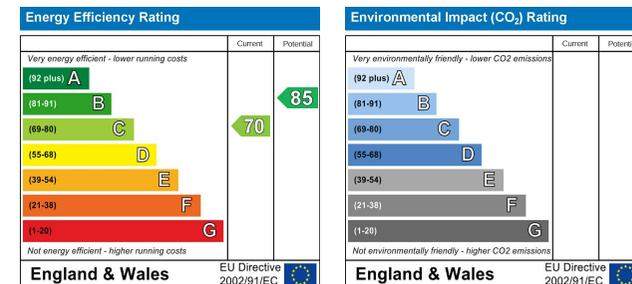 Energy Efficiency Rating
Current Potential
Very energy efficient - lower running costs
(92 plus) A
(81-91) B
85
(69-80) C
70
(55-68) D
(39-54) E
(21-38) F
(1-20) G
Not energy efficient - higher running costs
England & Wales
EU Directive
2002/91/EC
Environmental Impact (CO₂) Rating
Current Potenti
Very environmentally friendly - lower CO2 emissions
(92 plus) A
(81-91) B
(69-80) C
(55-68) D
(39-54) E
(21-38) F
(1-20) G
Not environmentally friendly - higher CO2 emissions
England & Wales
EU Directive
2002/91/EC